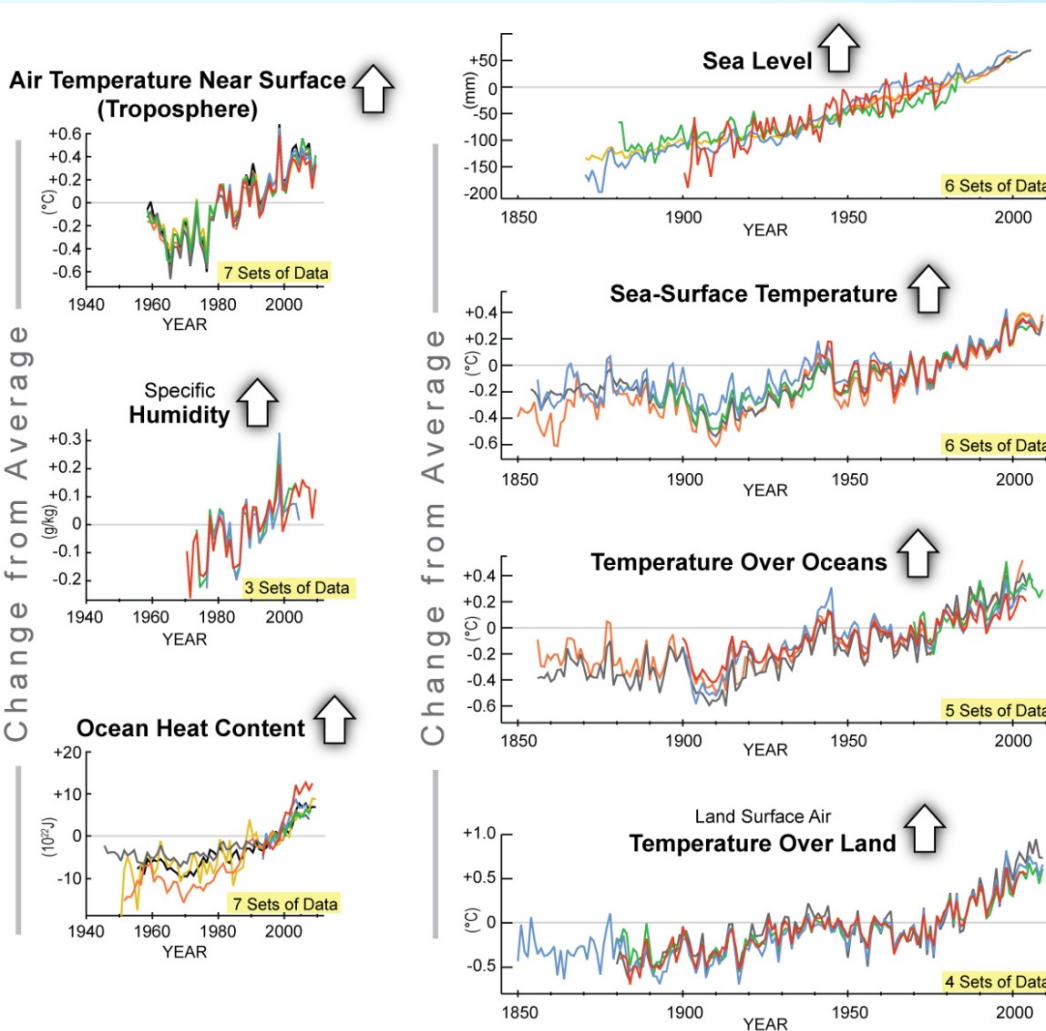 Air Temperature Near Surface
(Troposphere)
+0.6
+0.4
+0.2
0
-0.2
-0.4
-0.6
(°C)
7 Sets of Data
1940 1960 1980 2000
YEAR
Specific
Humidity
+0.3
+0.2
+0.1
0
-0.1
-0.2
(g/kg)
3 Sets of Data
1940 1960 1980 2000
YEAR
Ocean Heat Content
+20
+10
0
-10
(10²²J)
7 Sets of Data
1940 1960 1980 2000
YEAR
Change from Average
Change from Average
Sea Level
+50
0
-50
-100
-150
-200
(mm)
6 Sets of Data
1850 1900 1950 2000
YEAR
Sea-Surface Temperature
+0.4
+0.2
0
-0.2
-0.4
-0.6
(°C)
6 Sets of Data
1850 1900 1950 2000
YEAR
Temperature Over Oceans
+0.4
+0.2
0
-0.2
-0.4
-0.6
(°C)
5 Sets of Data
1850 1900 1950 2000
YEAR
Land Surface Air
Temperature Over Land
+1.0
+0.5
0
-0.5
(°C)
4 Sets of Data
1850 1900 1950 2000
YEAR